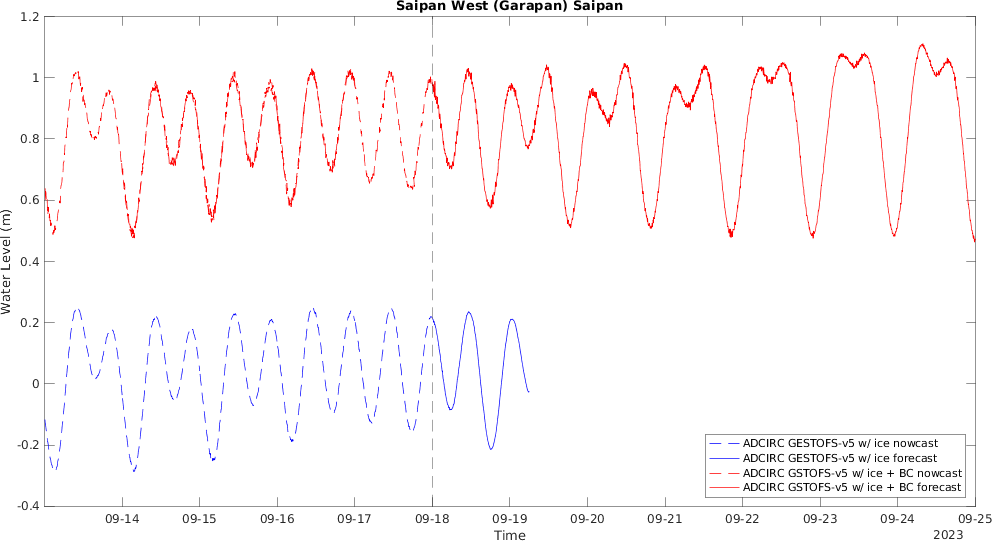 Saipan West (Garapan) Saipan
1.2
1
0.8
0.6
0.4
0.2
0
-0.2
-0.4
Water Level (m)
ADCIRC GESTOFS-v5 w/ ice nowcast
ADCIRC GESTOFS-v5 w/ ice forecast
ADCIRC GSTOFS-v5 w/ ice + BC nowcast
ADCIRC GSTOFS-v5 w/ ice + BC forecast
09-14 09-15 09-16 09-17 09-18 09-19 09-20 09-21 09-22 09-23 09-24 09-25
Time
2023